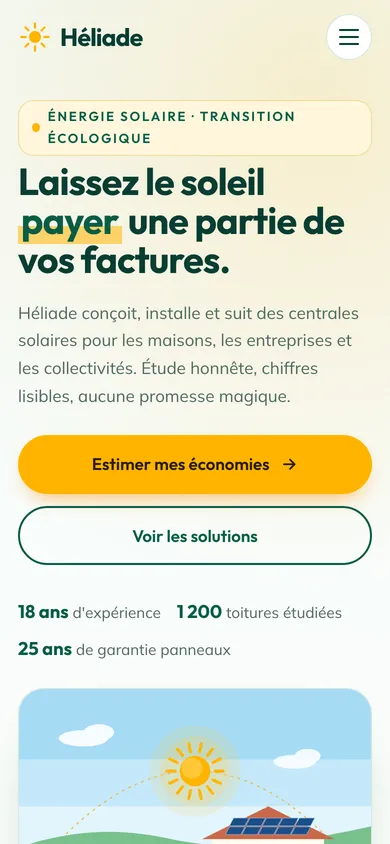 Héliade
ÉNERGIE SOLAIRE · TRANSITION
ÉCOLOGIQUE
Laissez le soleil
payer une partie de
vos factures.
Héliade conçoit, installe et suit des centrales
solaires pour les maisons, les entreprises et
les collectivités. Étude honnête, chiffres
lisibles, aucune promesse magique.
Estimer mes économies →
Voir les solutions
18 ans d'expérience 1 200 toitures étudiées
25 ans de garantie panneaux